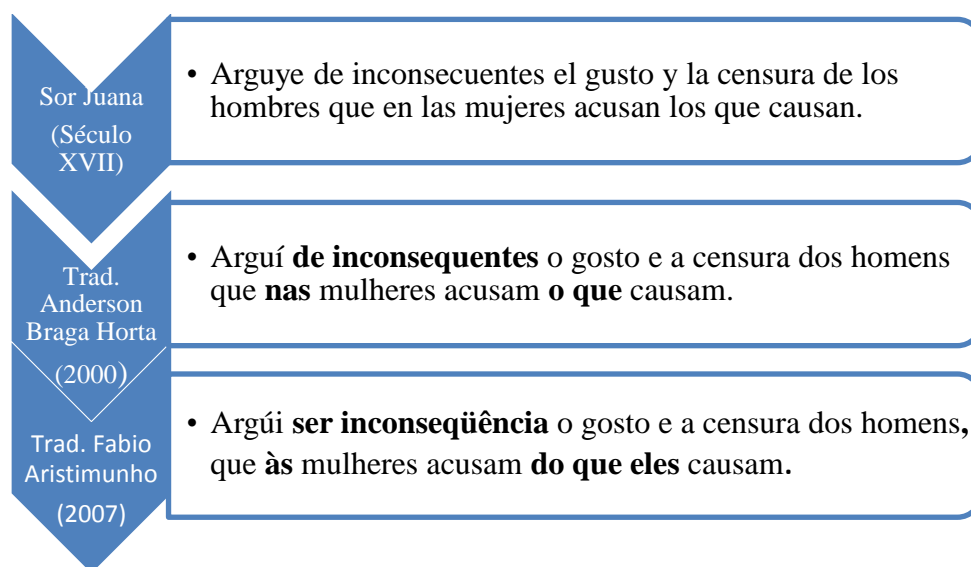 Sor Juana
(Século
XVII)
• Arguye de inconsecuentes el gusto y la censura de los
hombres que en las mujeres acusan los que causan.
Trad.
Anderson
Braga Horta
(2000)
• Arguí de inconsequentes o gosto e a censura dos homens
que nas mulheres acusam o que causam.
Trad. Fabio
Aristimunho
(2007)
• Argúi ser inconseqüência o gosto e a censura dos homens,
que às mulheres acusam do que eles causam.